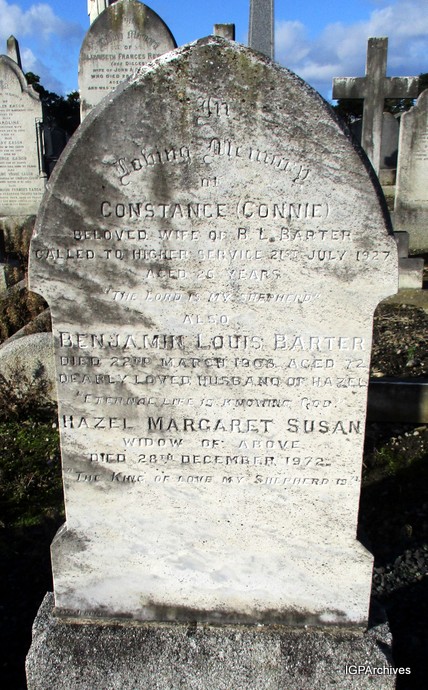 In
Loving Memory
of
CONSTANCE (CONNIE)
BELOVED WIFE OF B. L. BARTER
CALLED TO HIGHER SERVICE 21ST JULY 1927
AGED 26 YEARS
"THE LORD IS MY SHEPHERD"
ALSO
BENJAMIN LOUIS BARTER
DIED 22ND MARCH 1968, AGED 72
DEARLY LOVED HUSBAND OF HAZEL
"ETERNAL LIFE IS KNOWING GOD"
HAZEL MARGARET SUSAN
WIDOW OF ABOVE
DIED 28TH DECEMBER 1972.
"THE KING OF LOVE MY SHEPHERD IS"
ELIZABETH FRANCES
IGPArchives